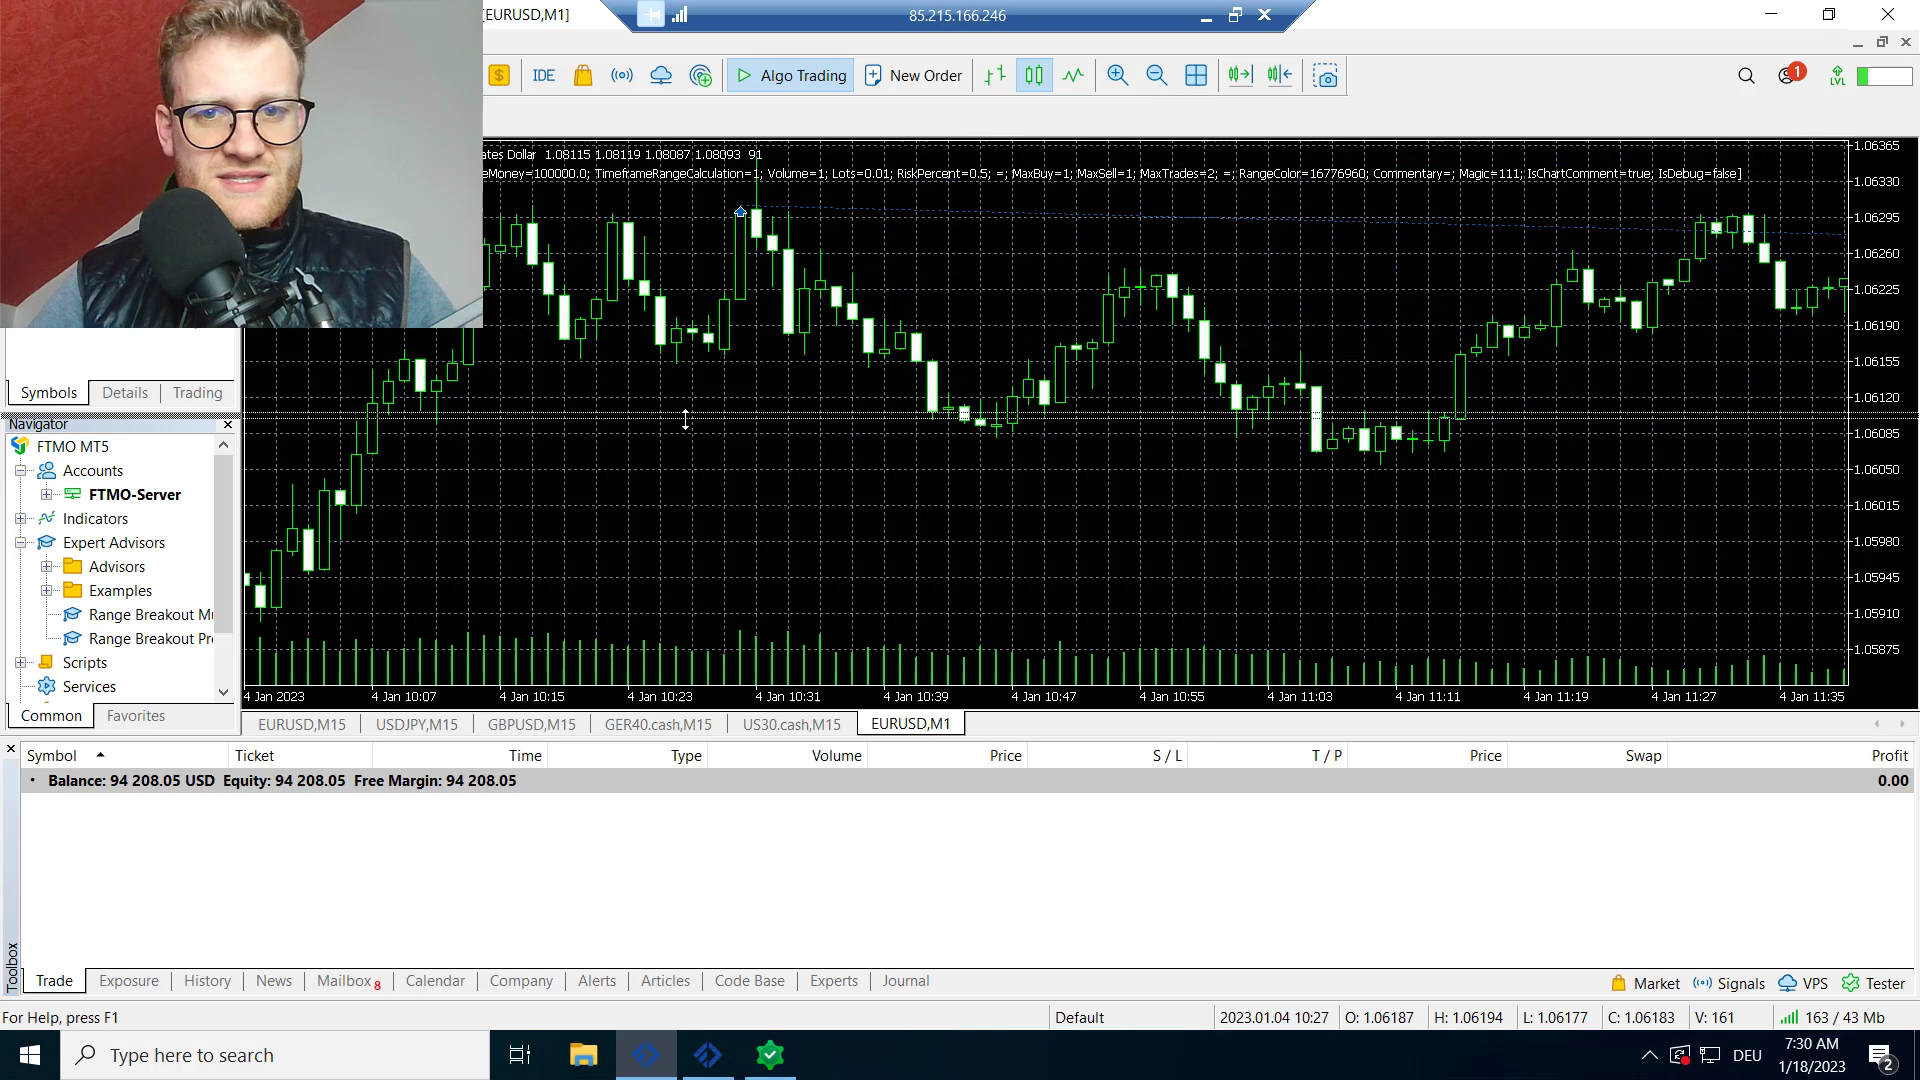 [EURUSD,M1]
85.215.166.246
IDE
Algo Trading
New Order
1
LVL
ates Dollar 1.08115 1.08119 1.08087 1.08093 91
eMoney=100000.0; TimeframeRangeCalculation=1; Volume=1; Lots=0.01; RiskPercent=0.5; =; MaxBuy=1; MaxSell=1; MaxTrades=2; =; RangeColor=16776960; Commentary=; Magic=111; IsChartComment=true; IsDebug=false]
1.06365
1.06330
1.06295
1.06260
1.06225
1.06190
1.06155
1.06120
1.06085
1.06050
1.06015
1.05980
1.05945
1.05910
1.05875
Symbols Details Trading
Navigator
FTMO MT5
Accounts
FTMO-Server
Indicators
Expert Advisors
Advisors
Examples
Range Breakout Mu
Range Breakout Pr
Scripts
Services
Common Favorites
4 Jan 2023 4 Jan 10:07 4 Jan 10:15 4 Jan 10:23 4 Jan 10:31 4 Jan 10:39 4 Jan 10:47 4 Jan 10:55 4 Jan 11:03 4 Jan 11:11 4 Jan 11:19 4 Jan 11:27 4 Jan 11:35
EURUSD,M15 USDJPY,M15 GBPUSD,M15 GER40.cash,M15 US30.cash,M15 EURUSD,M1
Symbol Ticket Time Type Volume Price S / L T / P Price Swap Profit
Balance: 94 208.05 USD Equity: 94 208.05 Free Margin: 94 208.05 0.00
Toolbox
Trade Exposure History News Mailbox 8 Calendar Company Alerts Articles Code Base Experts Journal
Market Signals VPS Tester
For Help, press F1 Default 2023.01.04 10:27 O: 1.06187 H: 1.06194 L: 1.06177 C: 1.06183 V: 161 163 / 43 Mb
Type here to search
DEU
7:30 AM
1/18/2023
2